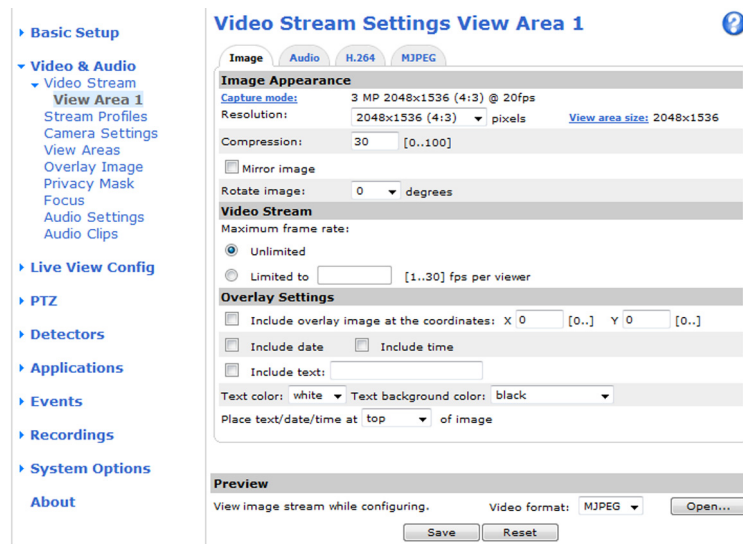 Basic Setup
Video & Audio
Video Stream
View Area 1
Stream Profiles
Camera Settings
View Areas
Overlay Image
Privacy Mask
Focus
Audio Settings
Audio Clips
Live View Config
PTZ
Detectors
Applications
Events
Recordings
System Options
About
Video Stream Settings View Area 1
?
Image Audio H.264 MJPEG
Image Appearance
Capture mode: 3 MP 2048x1536 (4:3) @ 20fps
Resolution: 2048x1536 (4:3) pixels View area size: 2048x1536
Compression: 30 [0..100]
Mirror image
Rotate image: 0 degrees
Video Stream
Maximum frame rate:
Unlimited
Limited to [1..30] fps per viewer
Overlay Settings
Include overlay image at the coordinates: X 0 [0..] Y 0 [0..]
Include date Include time
Include text:
Text color: white Text background color: black
Place text/date/time at top of image
Preview
View image stream while configuring. Video format: MJPEG Open...
Save Reset